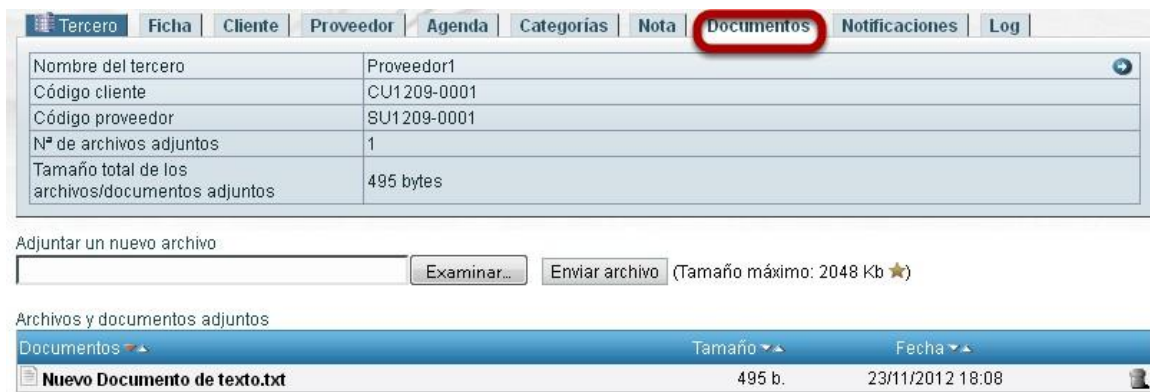 Tercero Ficha Cliente Proveedor Agenda Categorías Nota Documentos Notificaciones Log
Nombre del tercero Proveedor1
Código cliente CU1209-0001
Código proveedor SU1209-0001
Nª de archivos adjuntos 1
Tamaño total de los
archivos/documentos adjuntos 495 bytes
Adjuntar un nuevo archivo
Examinar... Enviar archivo (Tamaño máximo: 2048 Kb)
Archivos y documentos adjuntos
Documentos Tamaño Fecha
Nuevo Documento de texto.txt 495 b. 23/11/2012 18:08